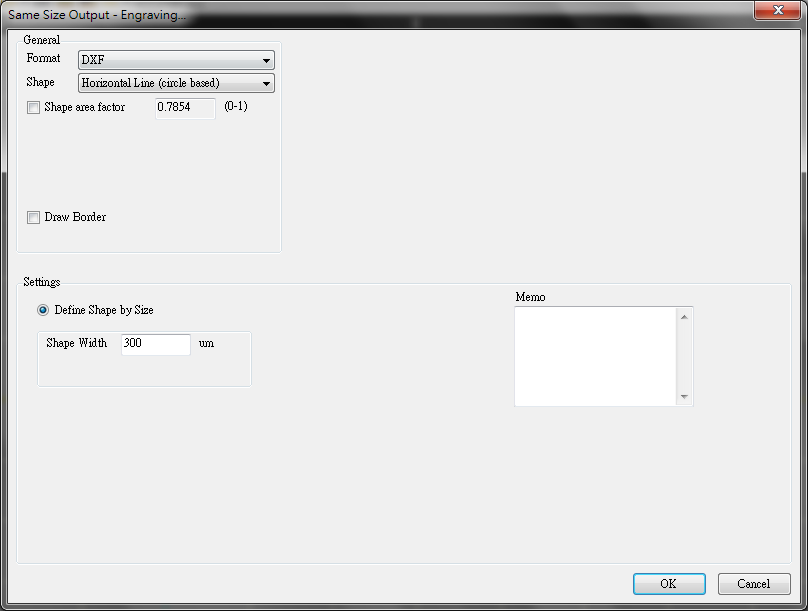 Same Size Output - Engraving...
General
Format DXF
Shape Horizontal Line (circle based)
Shape area factor 0.7854 (0-1)
Draw Border
Settings
Define Shape by Size
Memo
Shape Width 300 um
OK Cancel